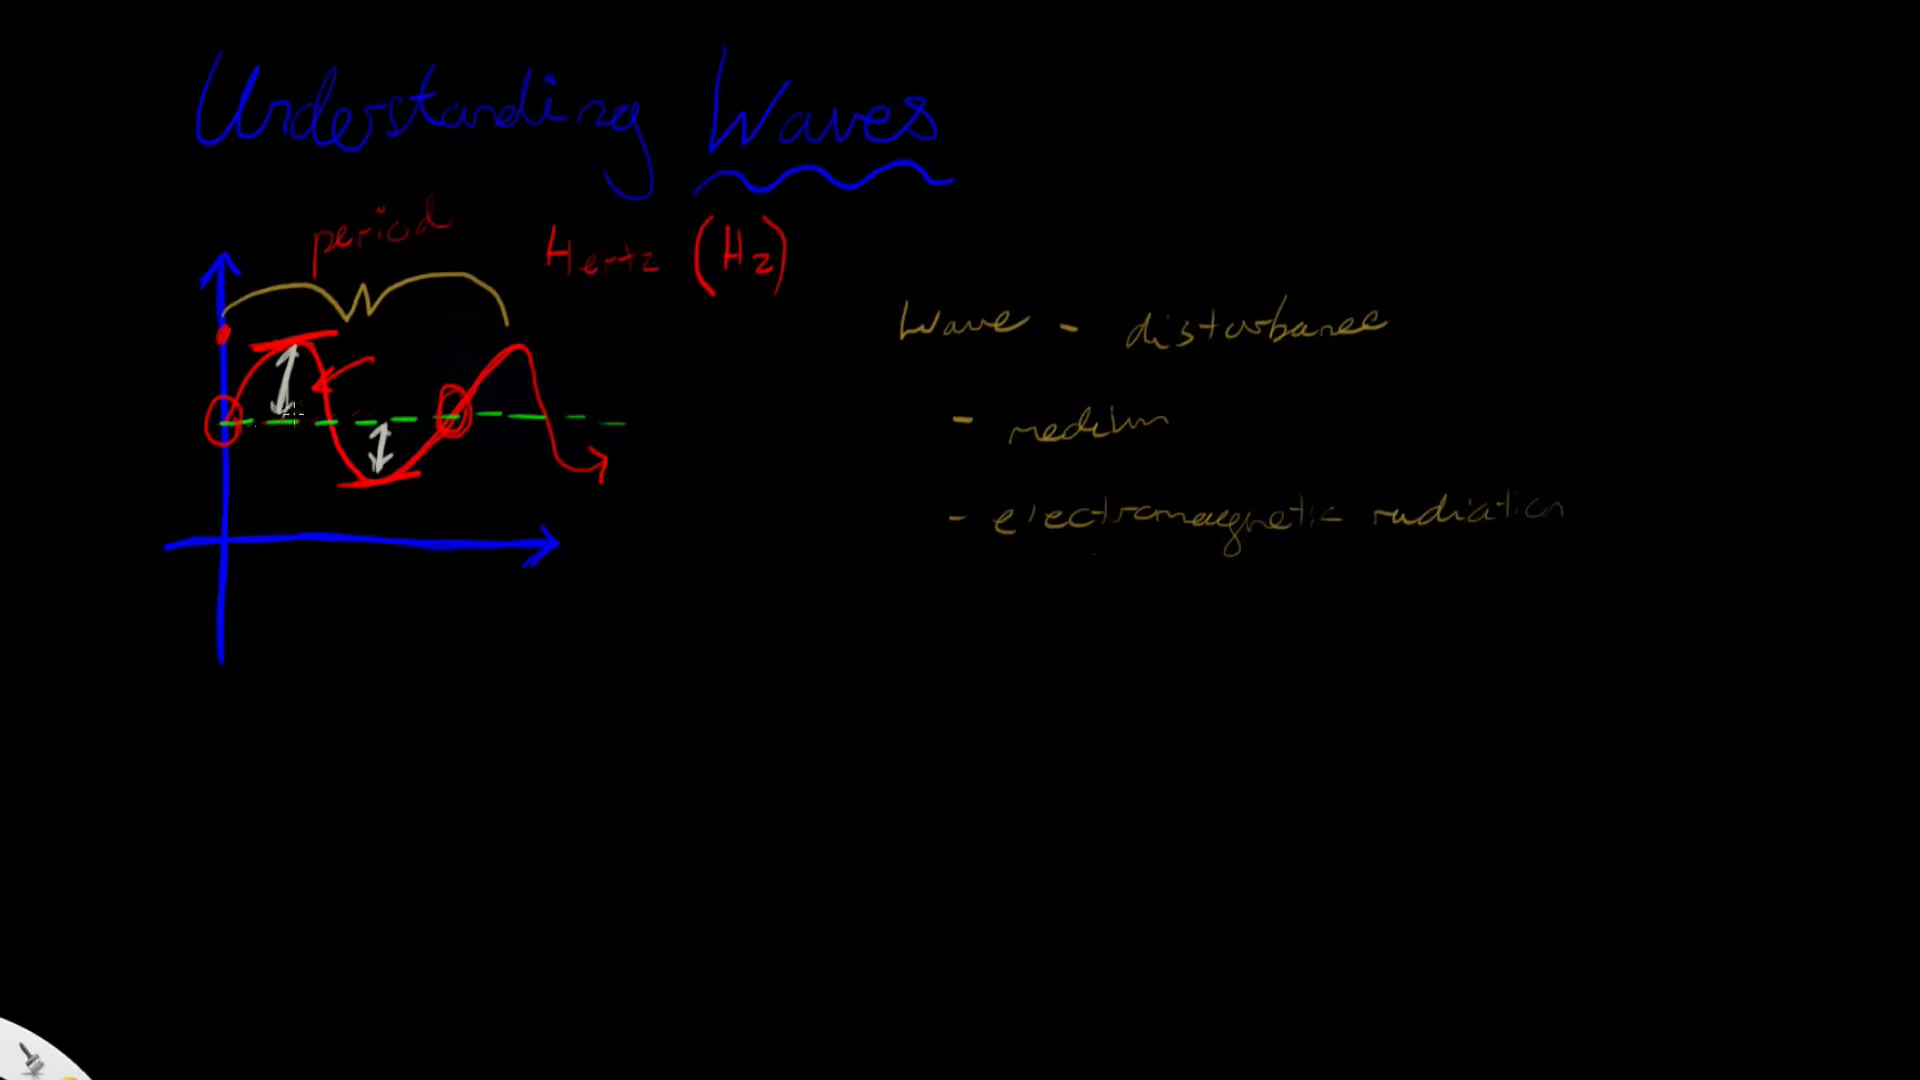 Understanding Waves
period
Hertz (Hz)
Wave - disturbance
- medium
- electromagnetic radiation